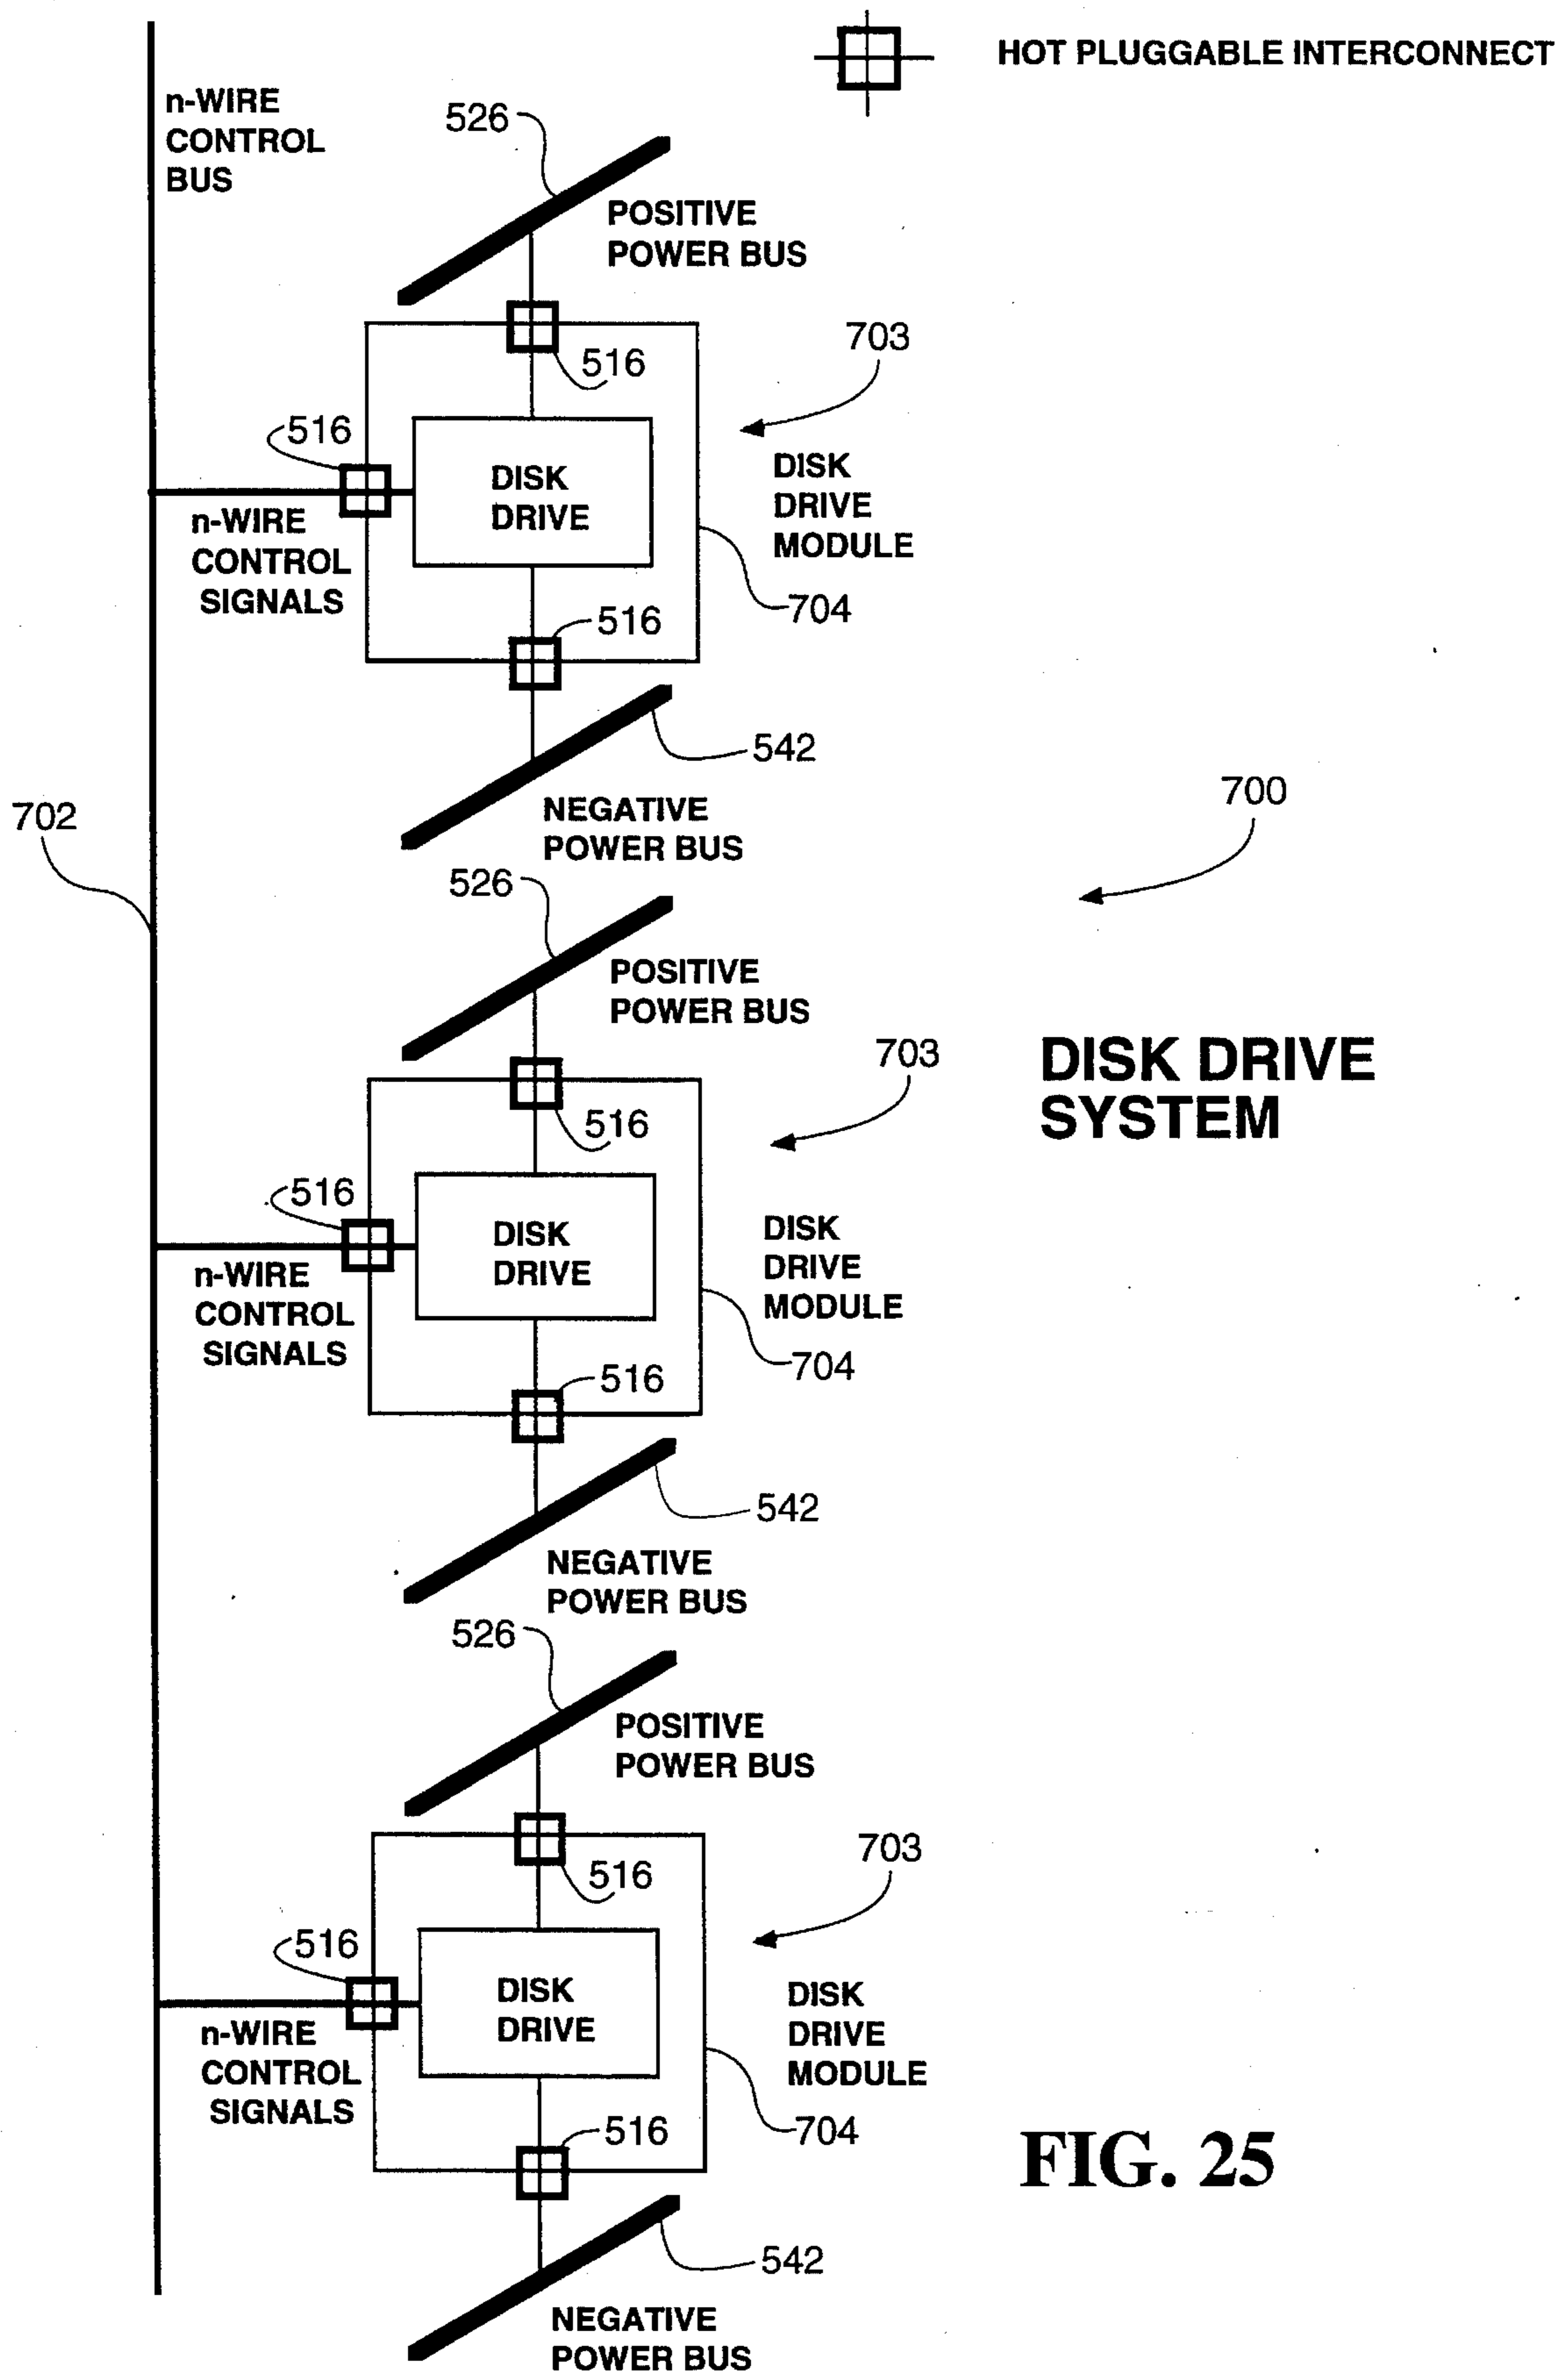 HOT PLUGGABLE INTERCONNECT
n-WIRE
CONTROL
BUS
526
POSITIVE
POWER BUS
703
516
516
DISK
DRIVE
DISK
DRIVE
MODULE
n-WIRE
CONTROL
SIGNALS
704
516
542
700
702
NEGATIVE
POWER BUS
526
POSITIVE
POWER BUS
703
DISK DRIVE
SYSTEM
516
516
DISK
DRIVE
DISK
DRIVE
MODULE
n-WIRE
CONTROL
SIGNALS
704
516
542
NEGATIVE
POWER BUS
526
POSITIVE
POWER BUS
703
516
516
DISK
DRIVE
DISK
DRIVE
MODULE
n-WIRE
CONTROL
SIGNALS
704
516
FIG. 25
542
NEGATIVE
POWER BUS